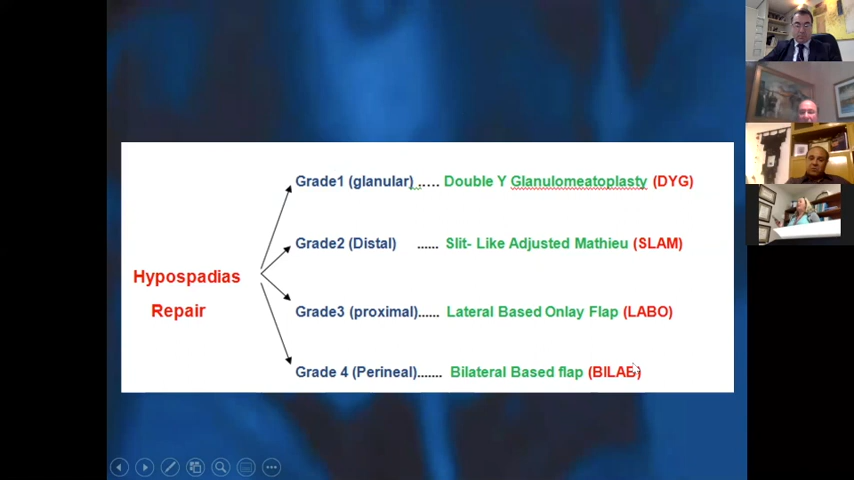 Grade1 (glanular) ..... Double Y Glanulomeatoplasty (DYG)
Grade2 (Distal) ...... Slit- Like Adjusted Mathieu (SLAM)
Hypospadias
Repair
Grade3 (proximal)...... Lateral Based Onlay Flap (LABO)
Grade 4 (Perineal)....... Bilateral Based flap (BILAB)